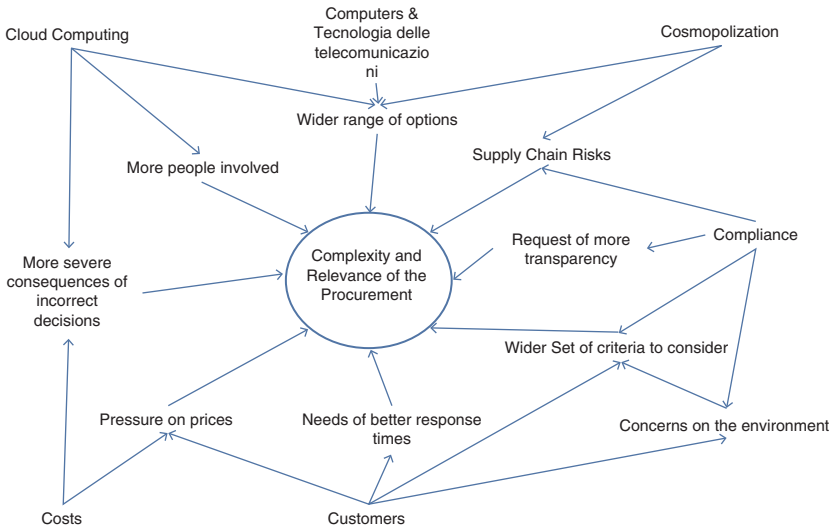 Cloud Computing
Computers &
Tecnologia delle
telecomunicazio
ni
Cosmopolization
Wider range of options
More people involved
Supply Chain Risks
Request of more
transparency
Compliance
Complexity and
Relevance of the
Procurement
More severe
consequences of
incorrect
decisions
Wider Set of criteria to consider
Pressure on prices
Needs of better response
times
Concerns on the environment
Costs
Customers